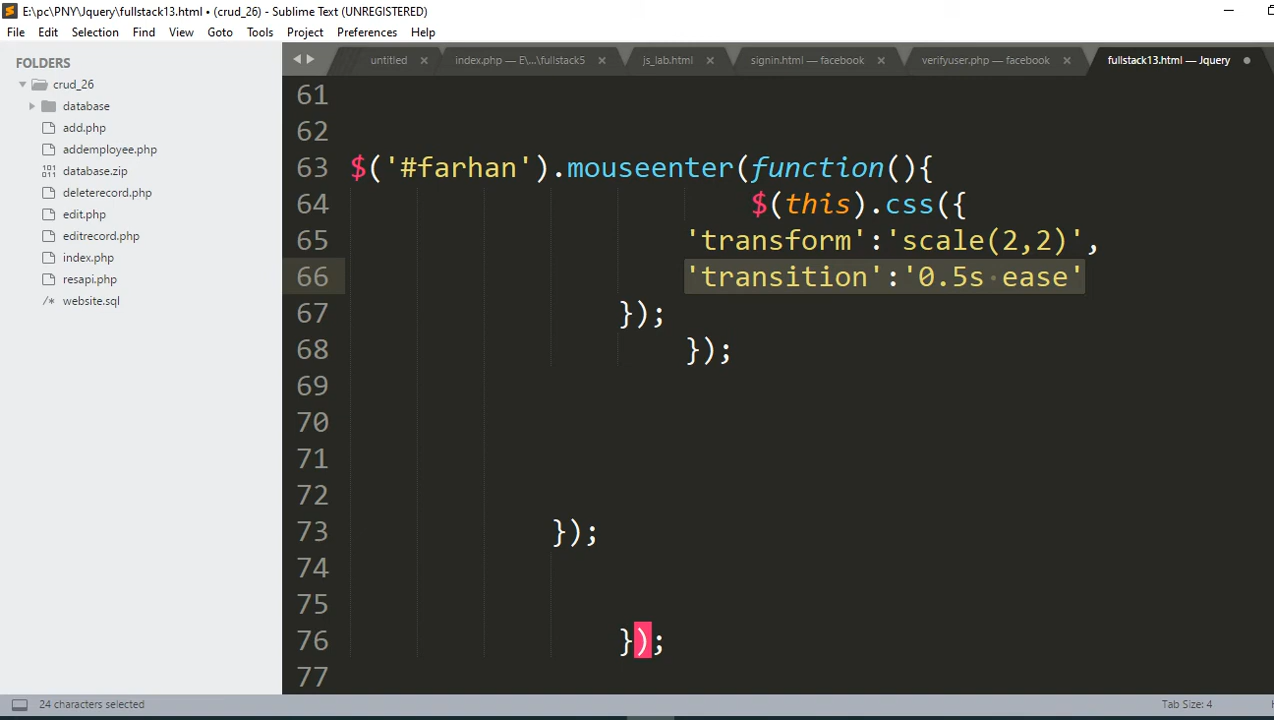 E:\pc\PNY\Jquery\fullstack13.html • (crud_26) - Sublime Text (UNREGISTERED)
File Edit Selection Find View Goto Tools Project Preferences Help
FOLDERS
crud_26
database
add.php
addemployee.php
database.zip
deleterecord.php
edit.php
editrecord.php
index.php
resapi.php
website.sql
untitled index.php — E\...\fullstack5 js_lab.html signin.html — facebook verifyuser.php — facebook fullstack13.html — Jquery
61
62
63 $('#farhan').mouseenter(function(){
64 $(this).css({
65 'transform':'scale(2,2)',
66 'transition':'0.5s ease'
67 });
68 });
69
70
71
72
73 });
74
75
76 });
77
24 characters selected
Tab Size: 4